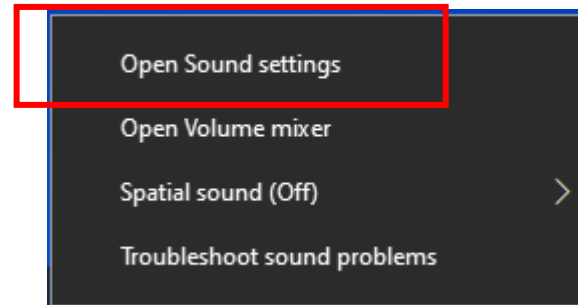 Open Sound settings
Open Volume mixer
Spatial sound (Off)
Troubleshoot sound problems